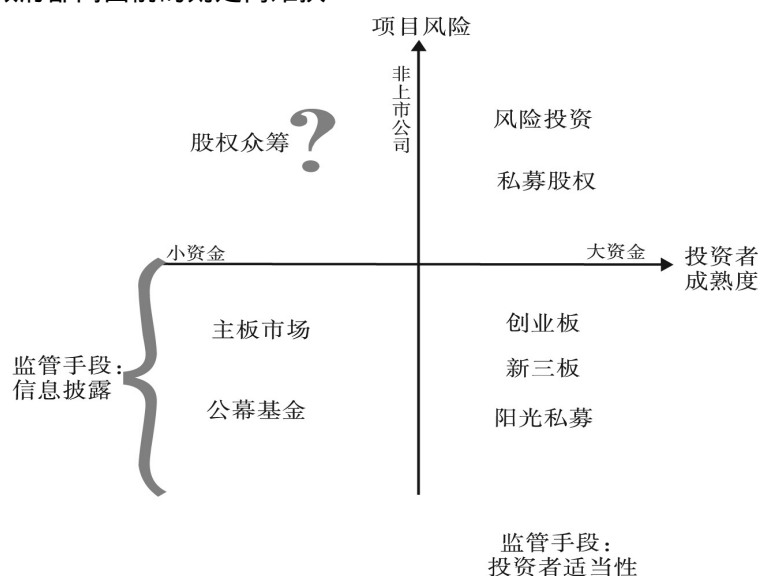 项目风险
非上市公司
股权众筹
?
风险投资
私募股权
小资金
大资金
投资者
成熟度
主板市场
创业板
新三板
监管手段：
信息披露
公幕基金
阳光私募
监管手段：
投资者适当性